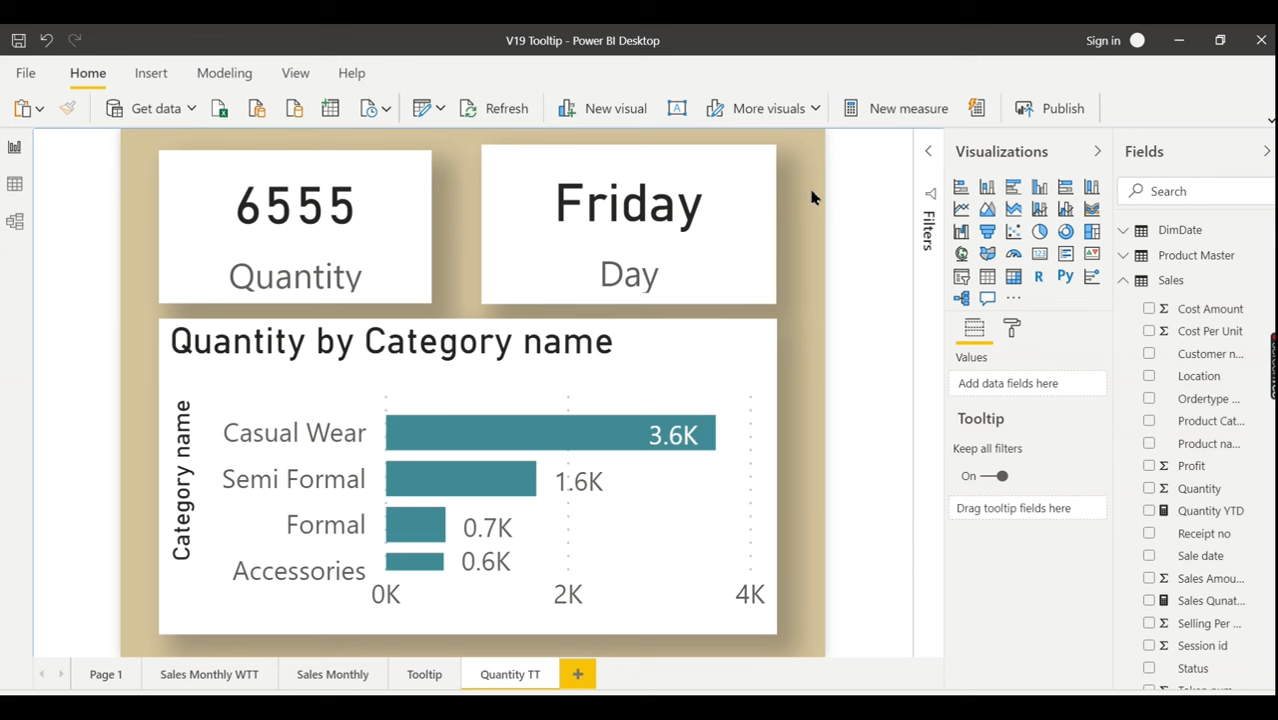 V19 Tooltip - Power BI Desktop
Sign in
File Home Insert Modeling View Help
Get data Refresh New visual More visuals New measure Publish
6555
Quantity
Friday
Day
Quantity by Category name
Category name
Casual Wear 3.6K
Semi Formal 1.6K
Formal 0.7K
Accessories 0.6K
0K 2K 4K
Filters
Visualizations
R Py
Values
Add data fields here
Tooltip
Keep all filters
On
Drag tooltip fields here
Fields
Search
DimDate
Product Master
Sales
Cost Amount
Cost Per Unit
Customer n...
Location
Ordertype ...
Product Cat...
Product na...
Profit
Quantity
Quantity YTD
Receipt no
Sale date
Sales Amou...
Sales Qunat...
Selling Per ...
Session id
Status
Page 1 Sales Monthly WTT Sales Monthly Tooltip Quantity TT